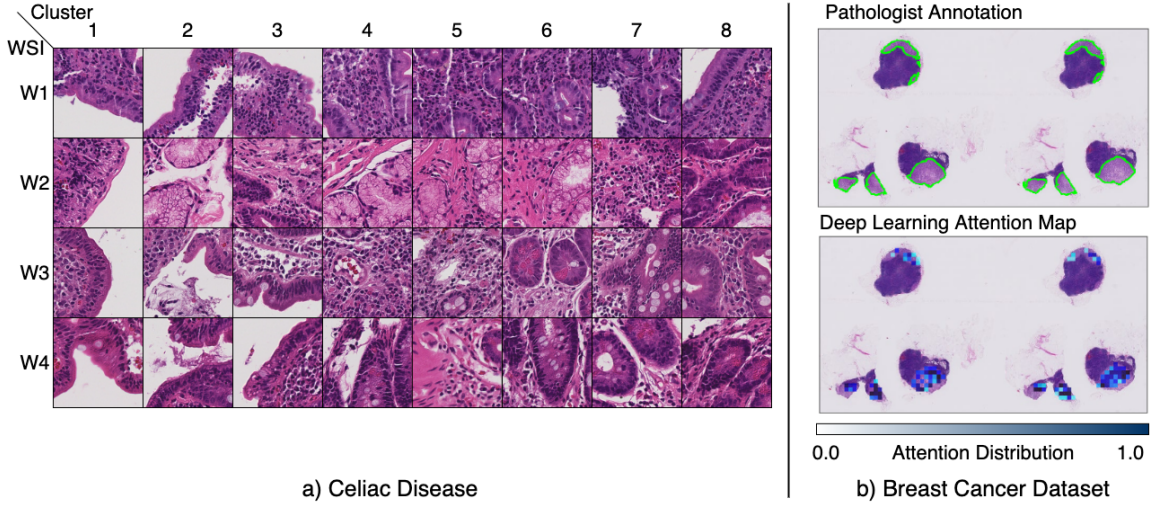 Cluster
1 2 3 4 5 6 7 8
WSI
W1
W2
W3
W4
a) Celiac Disease
Pathologist Annotation
Deep Learning Attention Map
0.0 Attention Distribution 1.0
b) Breast Cancer Dataset